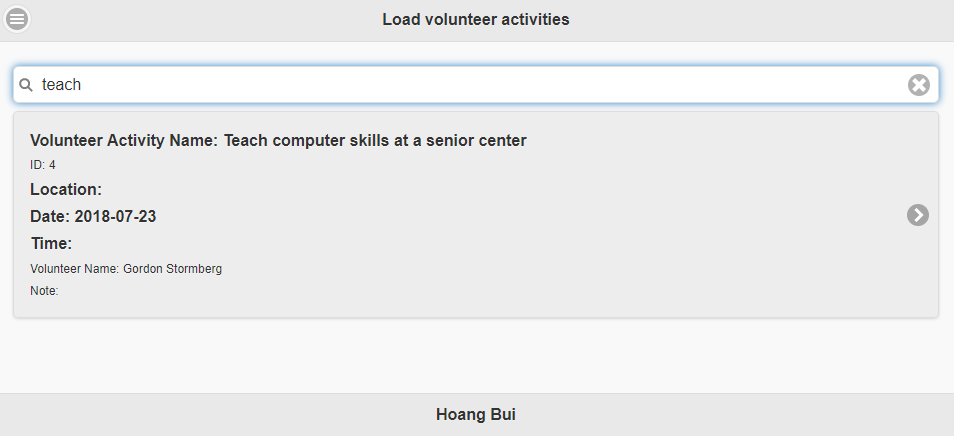 Load volunteer activities
teach
Volunteer Activity Name: Teach computer skills at a senior center
ID: 4
Location:
Date: 2018-07-23
Time:
Volunteer Name: Gordon Stormberg
Note:
Hoang Bui